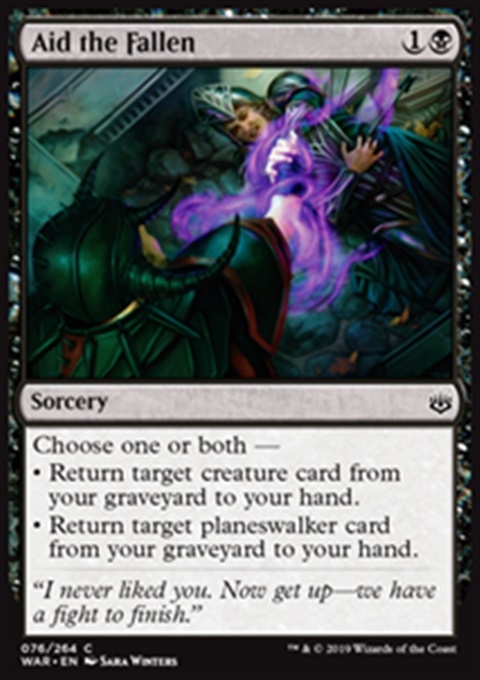 Aid the Fallen 1
Sorcery
Choose one or both —
• Return target creature card from
your graveyard to your hand.
• Return target planeswalker card
from your graveyard to your hand.
“I never liked you. Now get up—we have
a fight to finish.”
076/264 C
WAR • EN Sara Winters
™ & © 2019 Wizards of the Coast